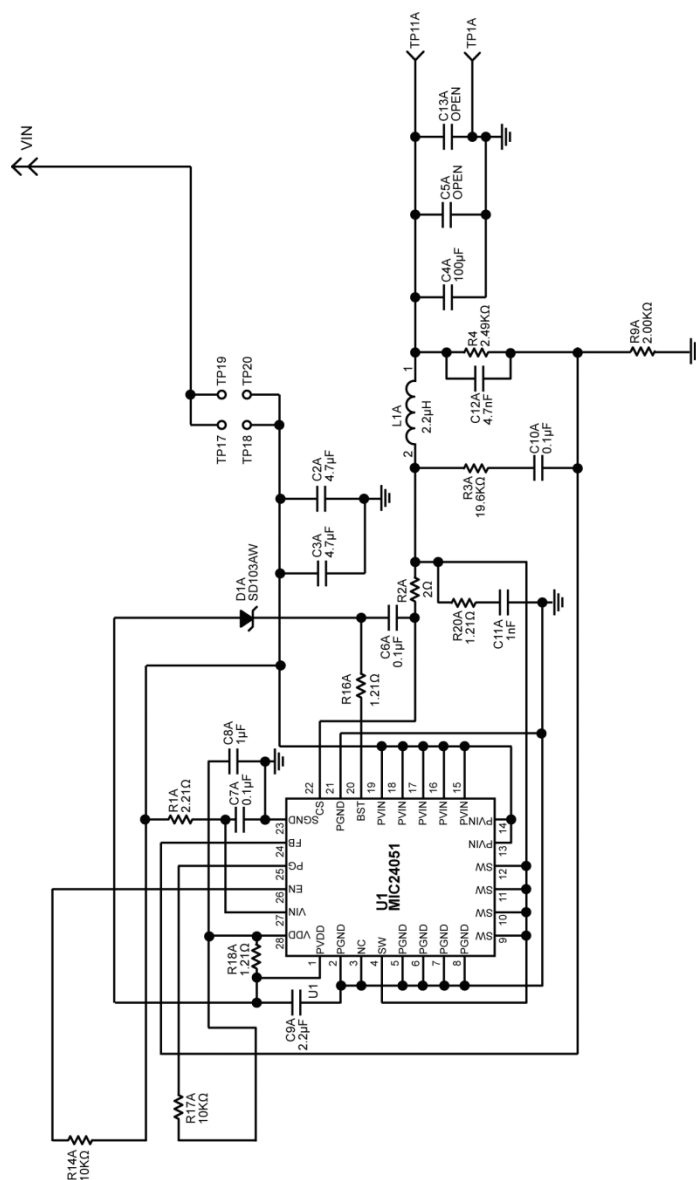 VIN
TP11A
TP1A
C13A
OPEN
C5A
OPEN
C4A
100µF
TP19
TP20
TP17
TP18
R4
2.49KΩ
R9A
2.00KΩ
1
L1A
2.2µH
2
C12A
4.7nF
C2A
4.7µF
C3A
4.7µF
R3A
19.6KΩ
C10A
0.1µF
D1A
SD103AW
R2A
2Ω
C6A
0.1µF
R20A
1.21Ω
C11A
1nF
R16A
1.21Ω
C8A
1µF
C7A
0.1µF
R1A
2.21Ω
22
21
20
19
18
17
16
15
CS
PGND
BST
PVIN
PVIN
PVIN
PVIN
PVIN
23
24
25
26
27
28
SGND
FB
PG
EN
VIN
VDD
U1
MIC24051
PVIN
PVIN
SW
SW
SW
SW
14
13
12
11
10
9
PVDD
PGND
NC
SW
PGND
PGND
PGND
PGND
1
2
3
4
5
6
7
8
R18A
1.21Ω
U1
C9A
2.2µF
R17A
10KΩ
R14A
10KΩ